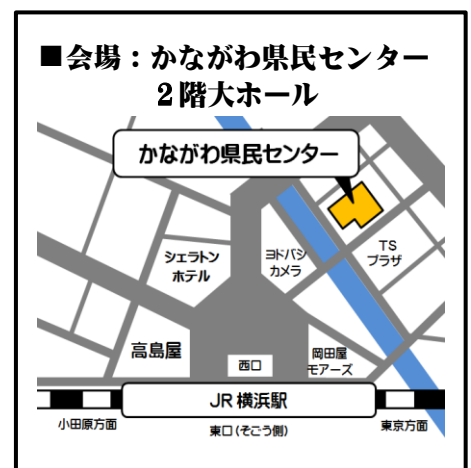 ■会場：かながわ県民センター
２階大ホール
かながわ県民センター
シェラトン
ホテル
ヨドバシ
カメラ
TS
プラザ
高島屋
西口
岡田屋
モアーズ
JR 横浜駅
小田原方面
東口（そごう側）
東京方面